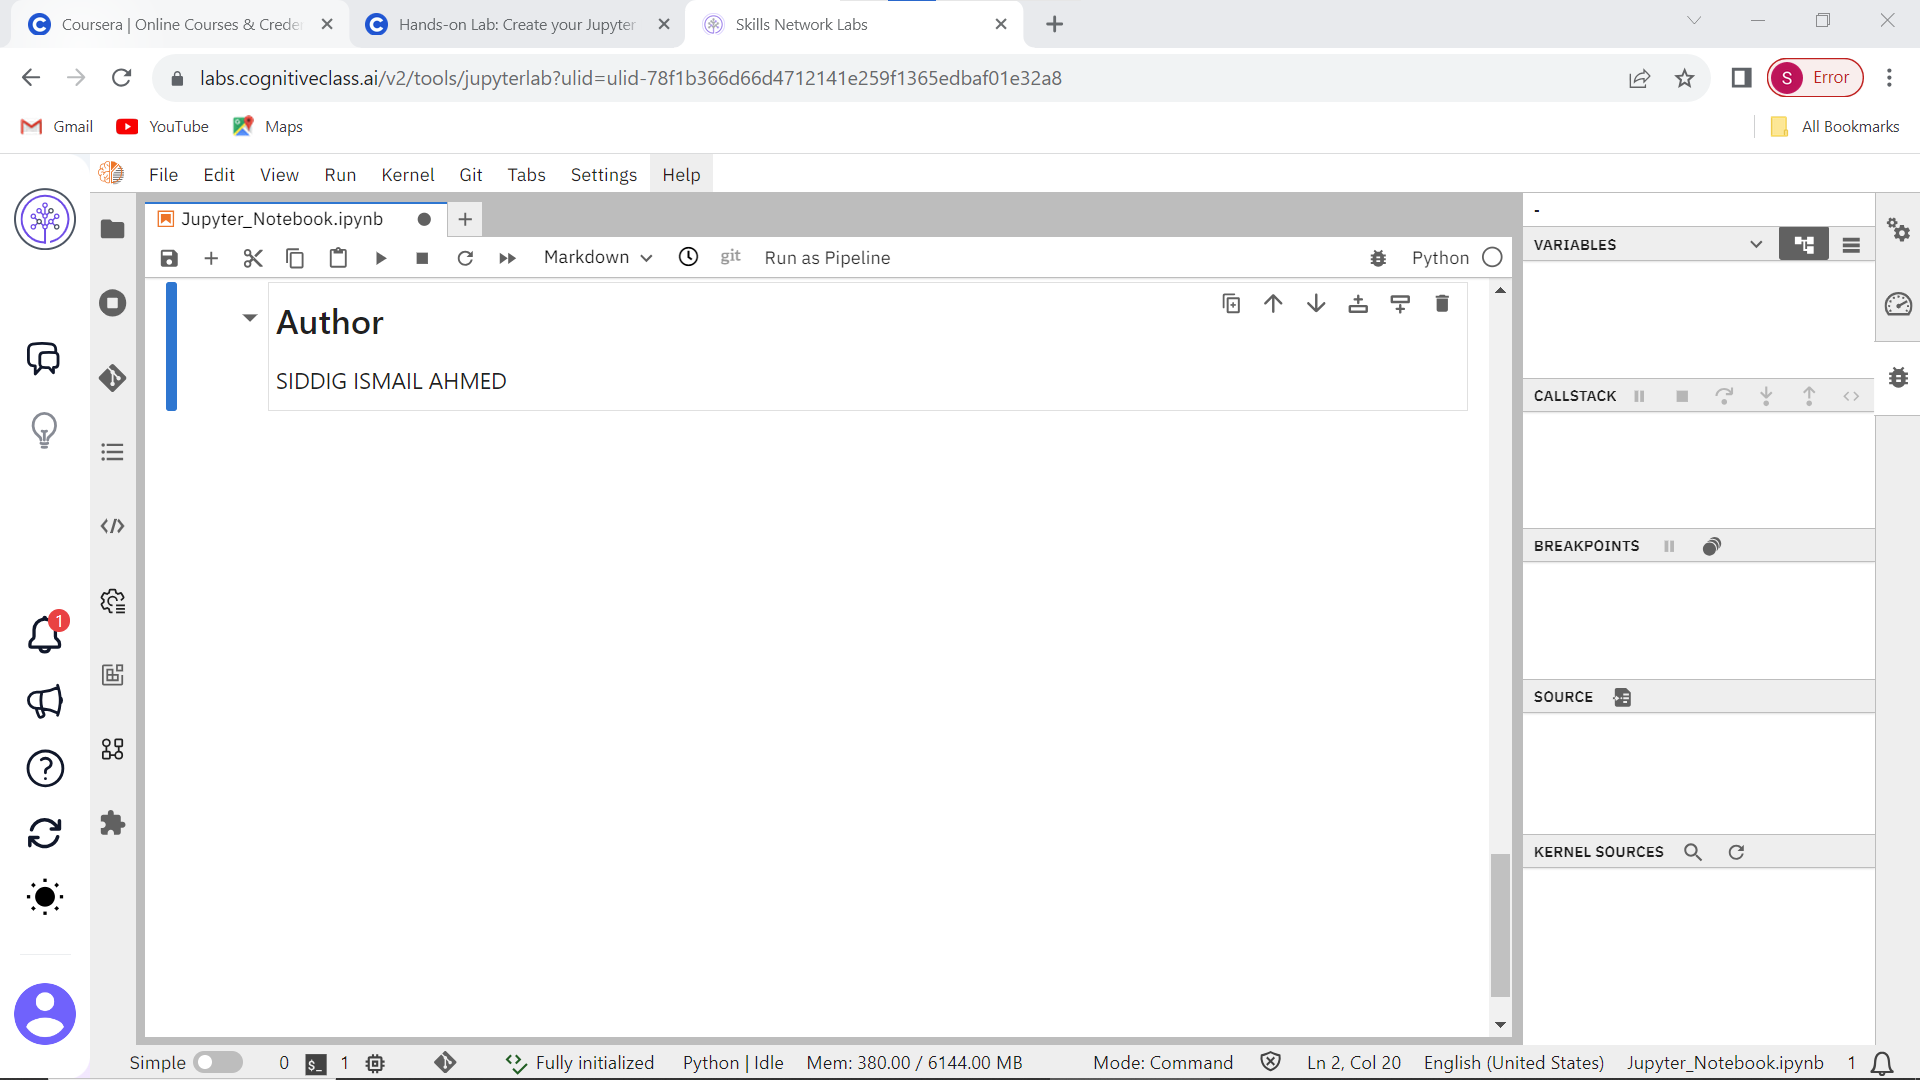 Coursera | Online Courses & Creden
Hands-on Lab: Create your Jupyter
Skills Network Labs
labs.cognitiveclass.ai/v2/tools/jupyterlab?ulid=ulid-78f1b366d66d4712141e259f1365edbaf01e32a8
S Error
Gmail YouTube Maps All Bookmarks
File Edit View Run Kernel Git Tabs Settings Help
Jupyter_Notebook.ipynb
Markdown git Run as Pipeline Python
Author
SIDDIG ISMAIL AHMED
-
VARIABLES
CALLSTACK
BREAKPOINTS
SOURCE
KERNEL SOURCES
1
Simple 0 $_ 1 Fully initialized Python | Idle Mem: 380.00 / 6144.00 MB Mode: Command Ln 2, Col 20 English (United States) Jupyter_Notebook.ipynb 1